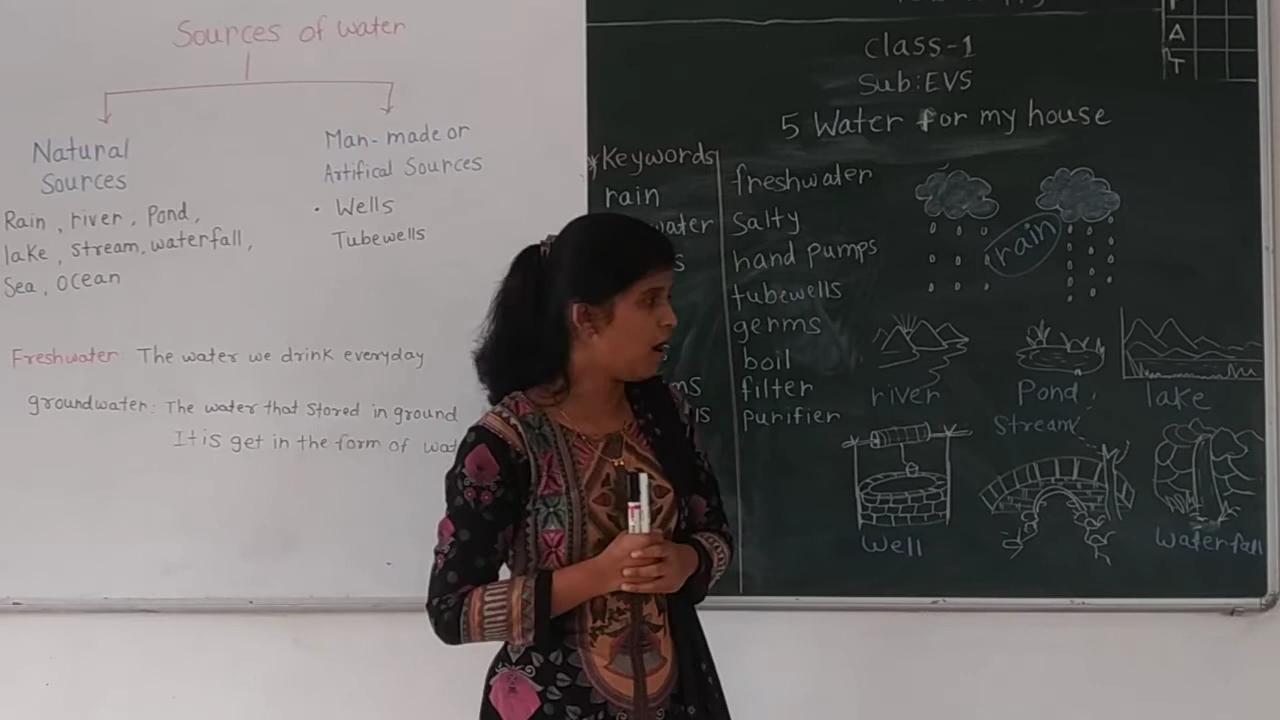 Sources of water
Natural
Sources
Rain, river, Pond,
lake, stream, waterfall,
Sea, ocean
Man-made or
Artifical Sources
• Wells
Tubewells
Freshwater: The water we drink everyday
groundwater: The water that stored in ground
It is get in the form of
A
T
Class-1
Sub:EVS
5 Water for my house
*Keywords
rain
water
freshwater
salty
hand pumps
tubewells
germs
boil
filter
purifier
rain
river
Pond
lake
Stream
Well
Waterfall